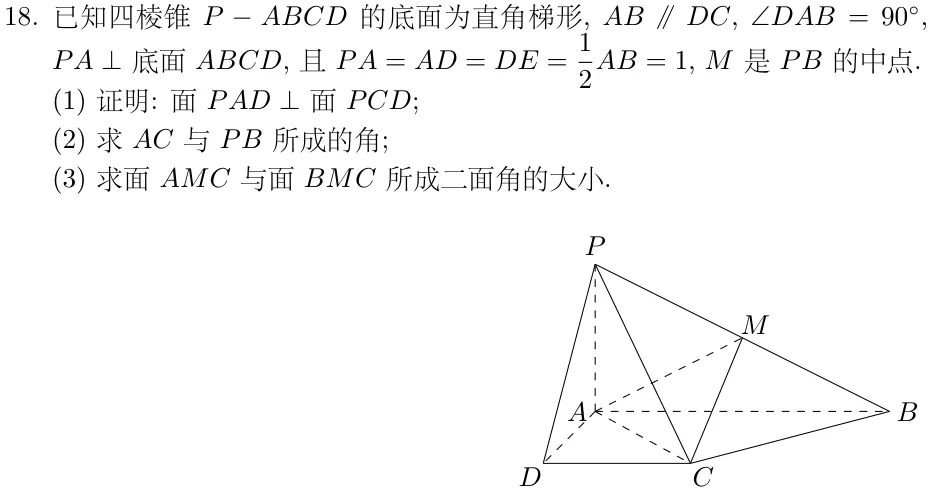 18. 已知四棱锥 P − ABCD 的底面为直角梯形, AB ∥ DC, ∠DAB = 90°,
PA ⊥ 底面 ABCD, 且 PA = AD = DE = \frac{1}{2}AB = 1, M 是 PB 的中点.
(1) 证明: 面 PAD ⊥ 面 PCD;
(2) 求 AC 与 PB 所成的角;
(3) 求面 AMC 与面 BMC 所成二面角的大小.
P
M
A
B
D
C